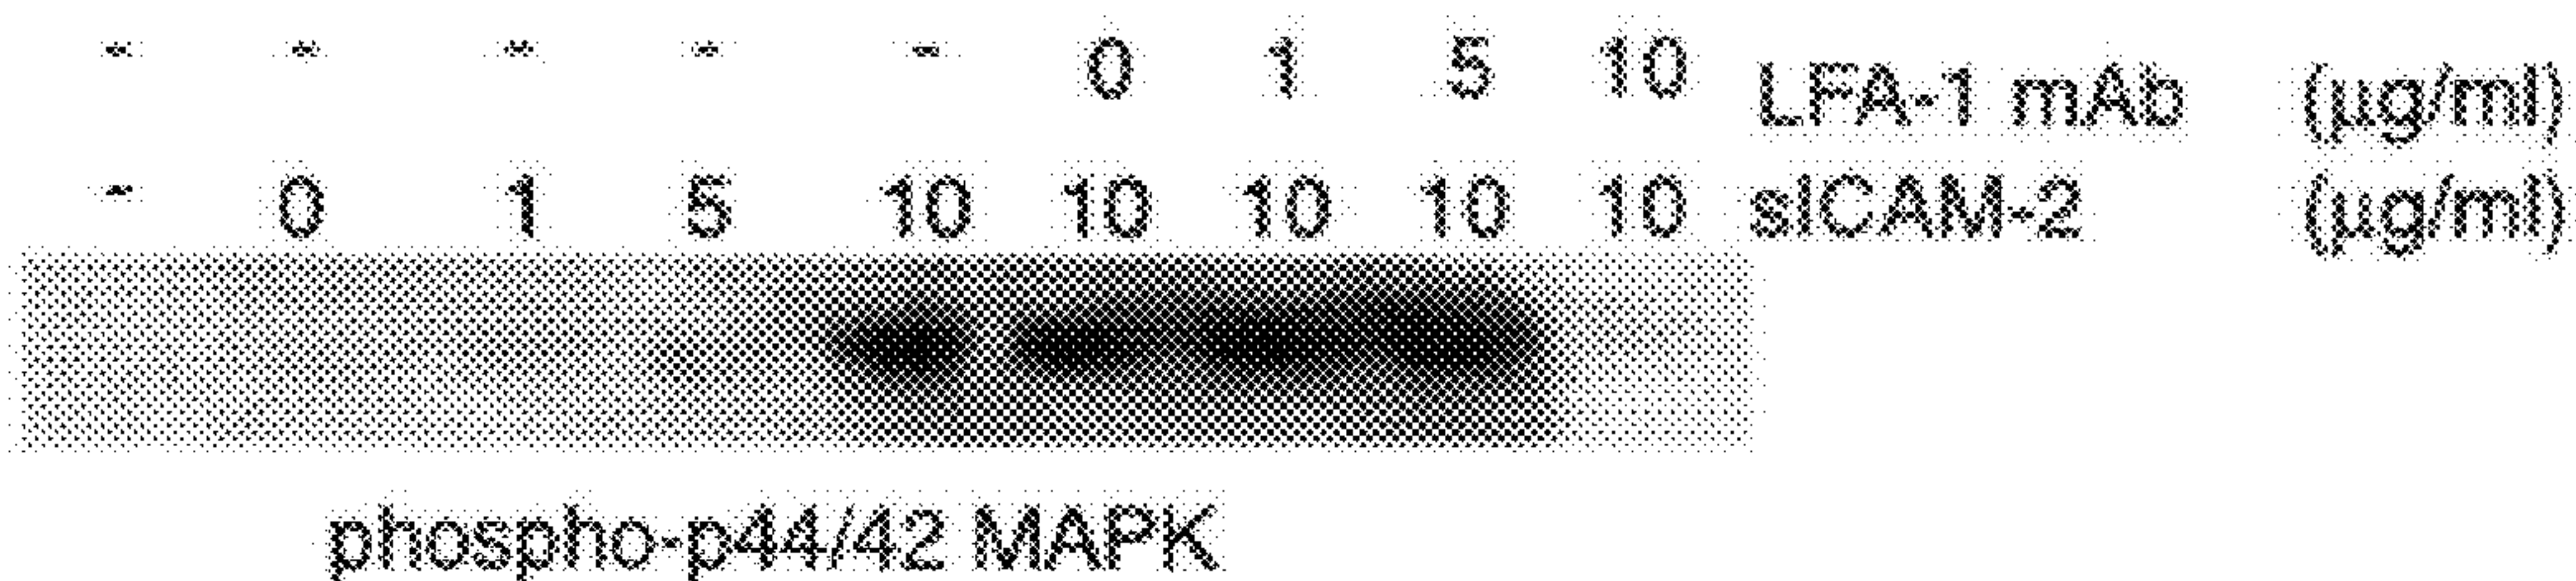 - - - - - 0 1 5 10 LFA-1 mAb (µg/ml)
- 0 1 5 10 10 10 10 10 sICAM-2 (µg/ml)
phospho-p44/42 MAPK